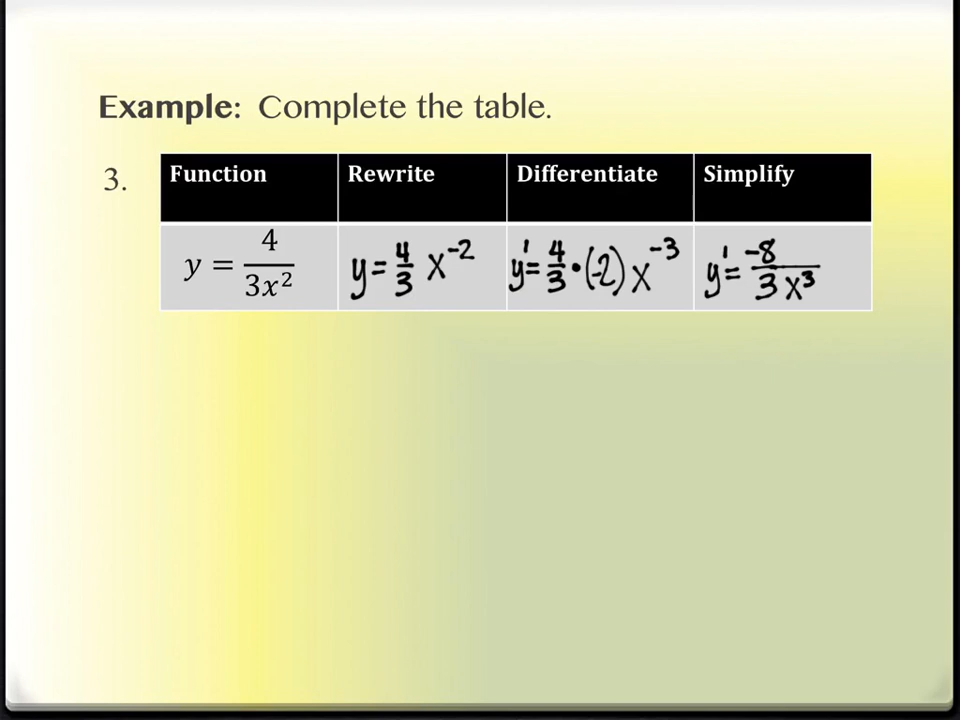 Example: Complete the table.
3.
Function Rewrite Differentiate Simplify
y = 4/3x² y = 4/3 x⁻² y' = 4/3 • (-2) x⁻³ y' = -8/3x³